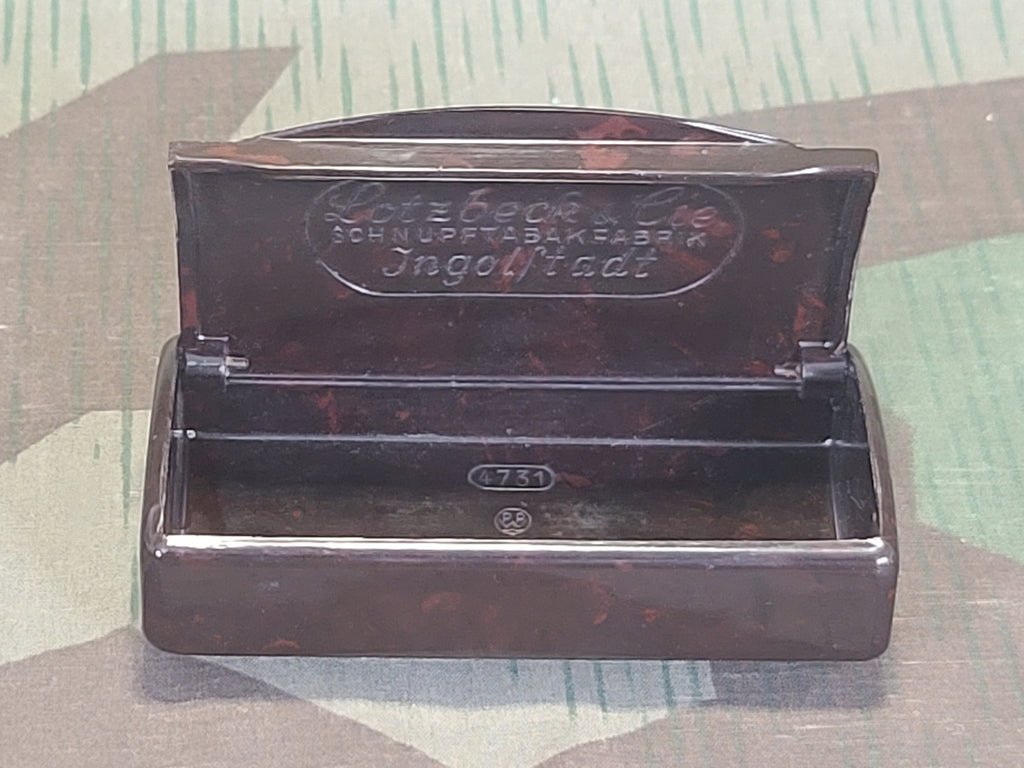 Lotzbeck & Cie
SCHNUPFTABAKFABRIK
Ingolſtadt
4731